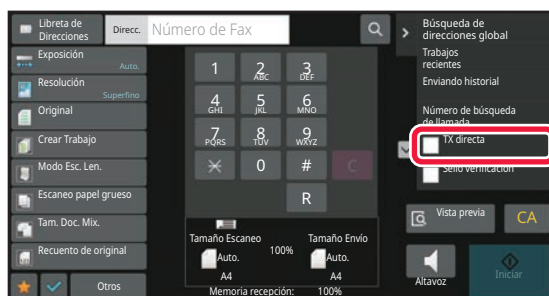 Libreta de
Direcciones
Direcc.
Número de Fax
Búsqueda de
direcciones global
Exposición
Auto.
Trabajos
recientes
Resolución
Superfino
Enviando historial
Original
Número de búsqueda
de llamada
Crear Trabajo
TX directa
Modo Esc. Len.
Sello verificación
Escaneo papel
grueso
Tam. Doc. Mix.
Recuento de original
Otros
1
2 ABC
3 DEF
4 GHI
5 JKL
6 MNO
7 PQRS
8 TUV
9 WXYZ
0
#
C
R
Tamaño Escaneo
Tamaño Envío
Auto.
100%
Auto.
A4
A4
Memoria recepción: 100%
Vista previa
CA
Altavoz
Iniciar